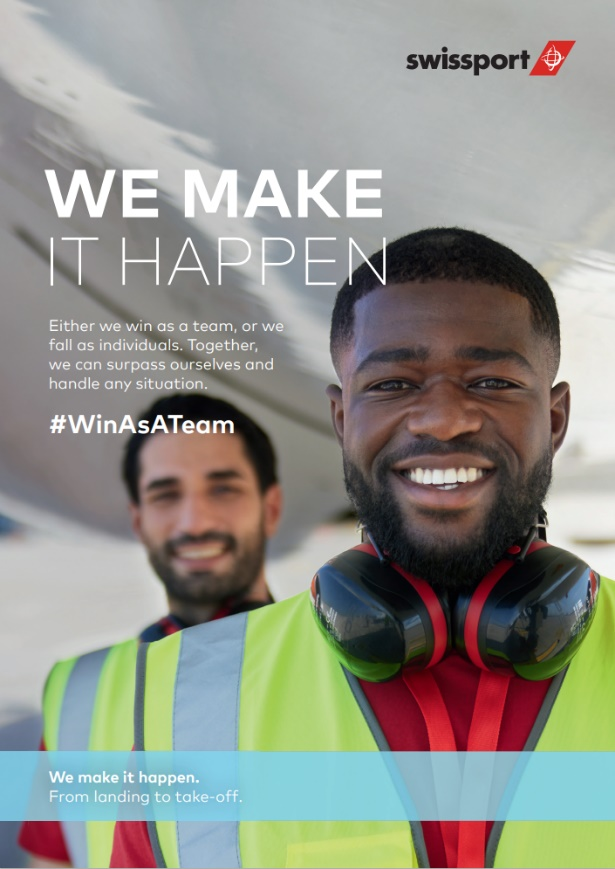 swissport
WE MAKE
IT HAPPEN
Either we win as a team, or we
fall as individuals. Together,
we can surpass ourselves and
handle any situation.
#WinAsATeam
We make it happen.
From landing to take-off.